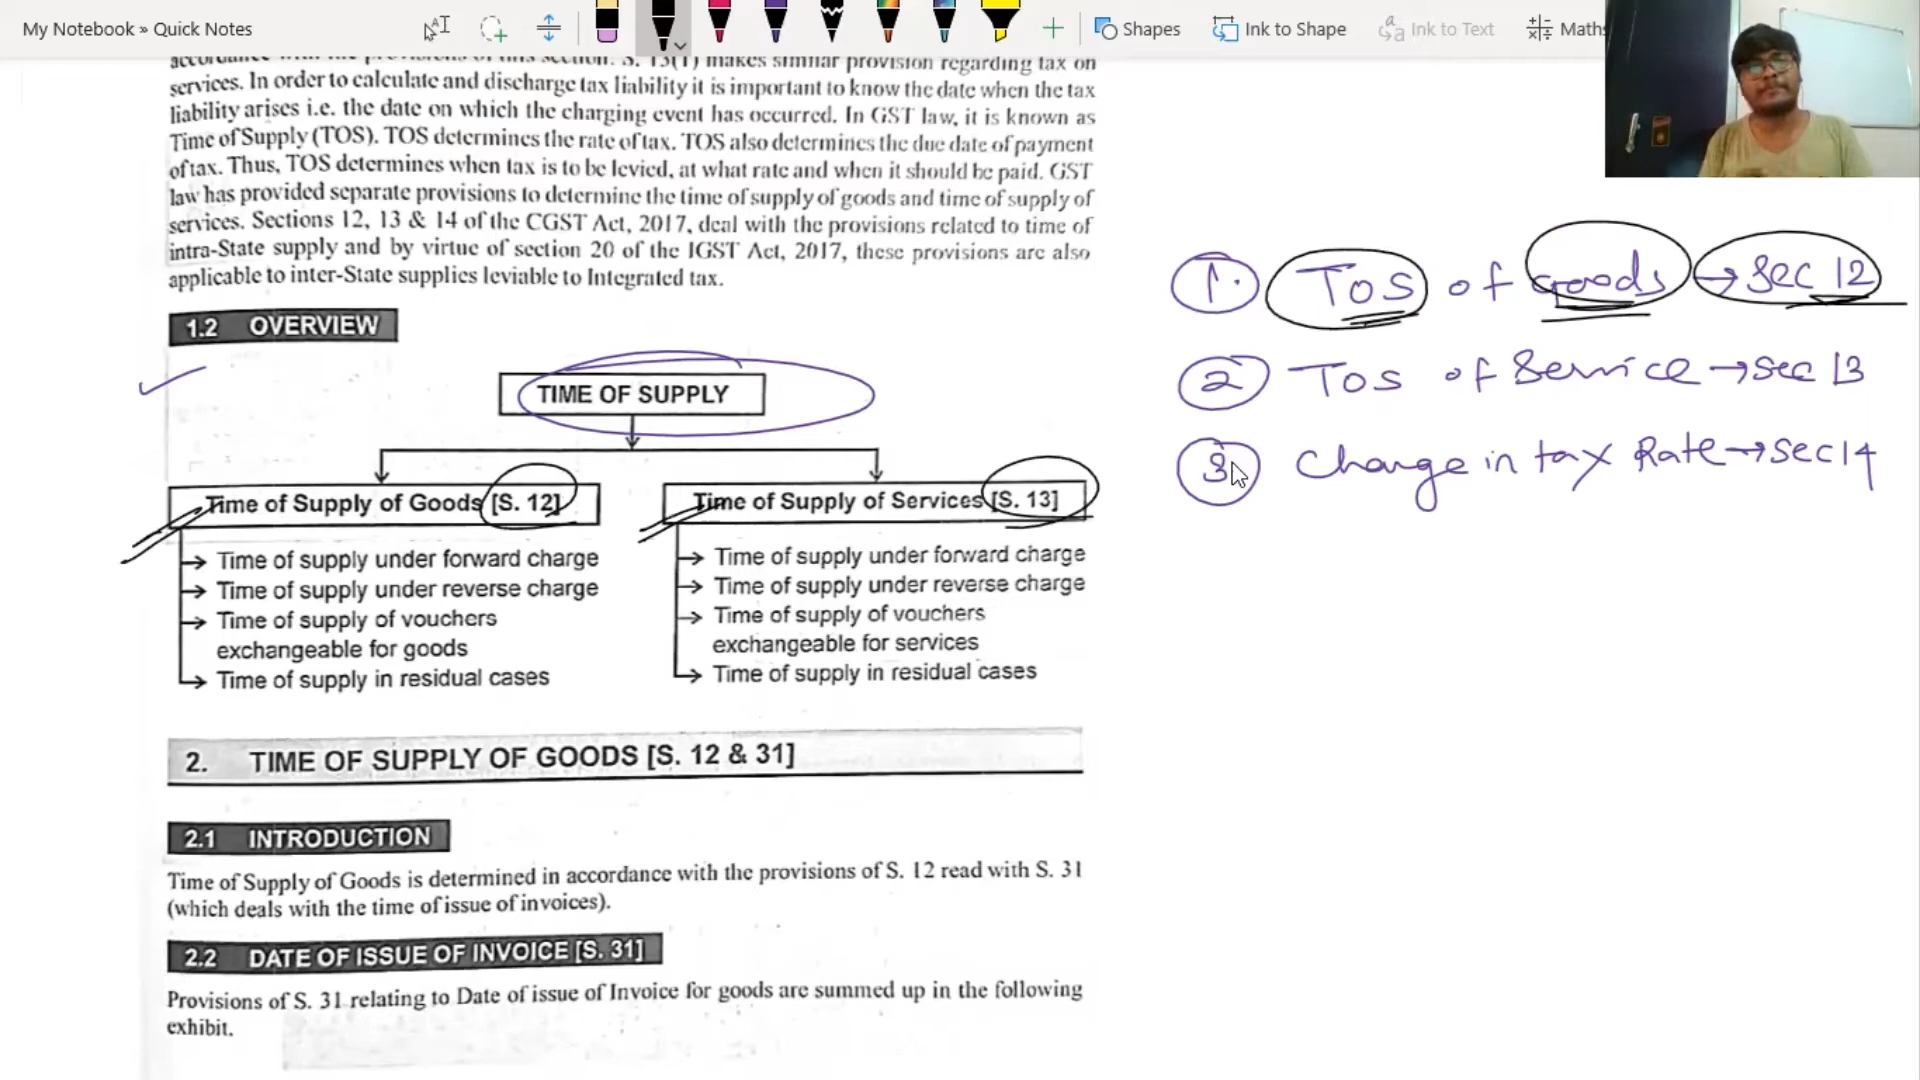 My Notebook » Quick Notes
Shapes
Ink to Shape
Ink to Text
Maths
accordance with the provisions of this section. S. 13(1) makes similar provision regarding tax on
services. In order to calculate and discharge tax liability it is important to know the date when the tax
liability arises i.e. the date on which the charging event has occurred. In GST law, it is known as
Time of Supply (TOS). TOS determines the rate of tax. TOS also determines the due date of payment
of tax. Thus, TOS determines when tax is to be levied, at what rate and when it should be paid. GST
law has provided separate provisions to determine the time of supply of goods and time of supply of
services. Sections 12, 13 & 14 of the CGST Act, 2017, deal with the provisions related to time of
intra-State supply and by virtue of section 20 of the IGST Act, 2017, these provisions are also
applicable to inter-State supplies leviable to Integrated tax.
1.2 OVERVIEW
TIME OF SUPPLY
Time of Supply of Goods [S. 12]
Time of supply under forward charge
Time of supply under reverse charge
Time of supply of vouchers
exchangeable for goods
Time of supply in residual cases
Time of Supply of Services [S. 13]
Time of supply under forward charge
Time of supply under reverse charge
Time of supply of vouchers
exchangeable for services
Time of supply in residual cases
2. TIME OF SUPPLY OF GOODS [S. 12 & 31]
2.1 INTRODUCTION
Time of Supply of Goods is determined in accordance with the provisions of S. 12 read with S. 31
(which deals with the time of issue of invoices).
2.2 DATE OF ISSUE OF INVOICE [S. 31]
Provisions of S. 31 relating to Date of issue of Invoice for goods are summed up in the following
exhibit.
1. TOS of Goods → Sec 12
2 TOS of Service → Sec 13
3 Change in tax Rate → Sec 14